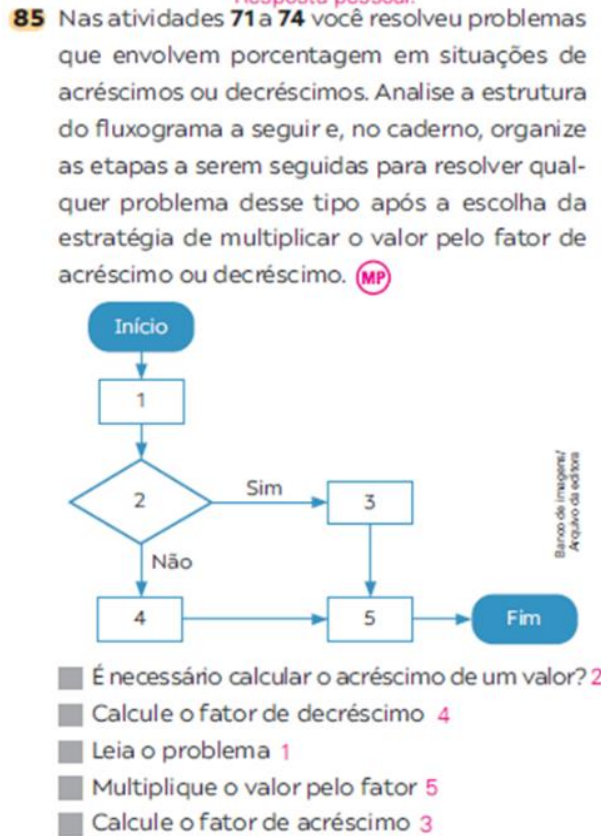 Resposta pessoal.
85 Nas atividades 71 a 74 você resolveu problemas
que envolvem porcentagem em situações de
acréscimos ou decréscimos. Analise a estrutura
do fluxograma a seguir e, no caderno, organize
as etapas a serem seguidas para resolver qual-
quer problema desse tipo após a escolha da
estratégia de multiplicar o valor pelo fator de
acréscimo ou decréscimo. MP
Início
1
2
Sim
3
Não
4
5
Fim
Banco de imagens/
Arquivo da editora
É necessário calcular o acréscimo de um valor? 2
Calcule o fator de decréscimo 4
Leia o problema 1
Multiplique o valor pelo fator 5
Calcule o fator de acréscimo 3